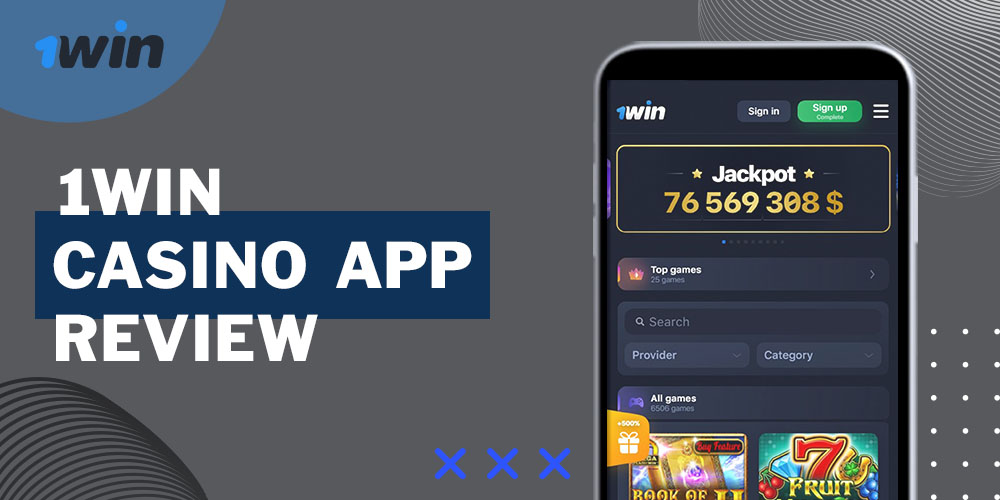 1win
1WIN
CASINO APP
REVIEW
1win
Sign in
Sign up
Complete
Jackpot
76 569 308 $
Top games
25 games
Search
Provider
Category
All games
6506 games
+500%
Buy Feature
BOOK OF
7
FRUIT